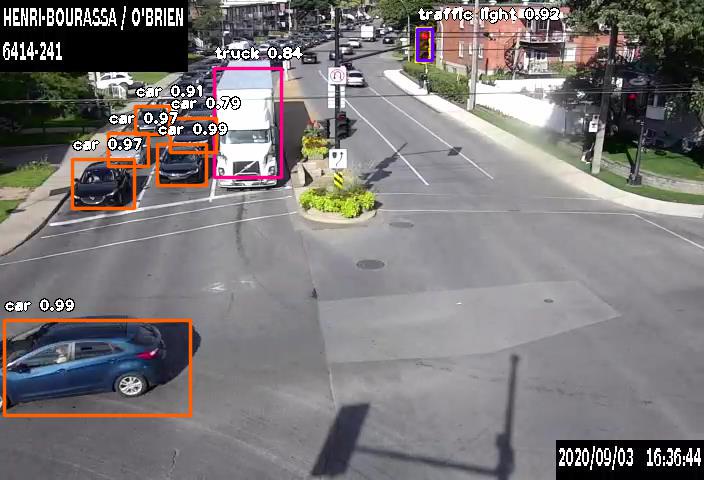 HENRI-BOURASSA / O'BRIEN
6414-241
traffic light 0.92
truck 0.84
car 0.91
car 0.79
car 0.97
car 0.99
car 0.97
car 0.99
2020/09/03 16:36:44